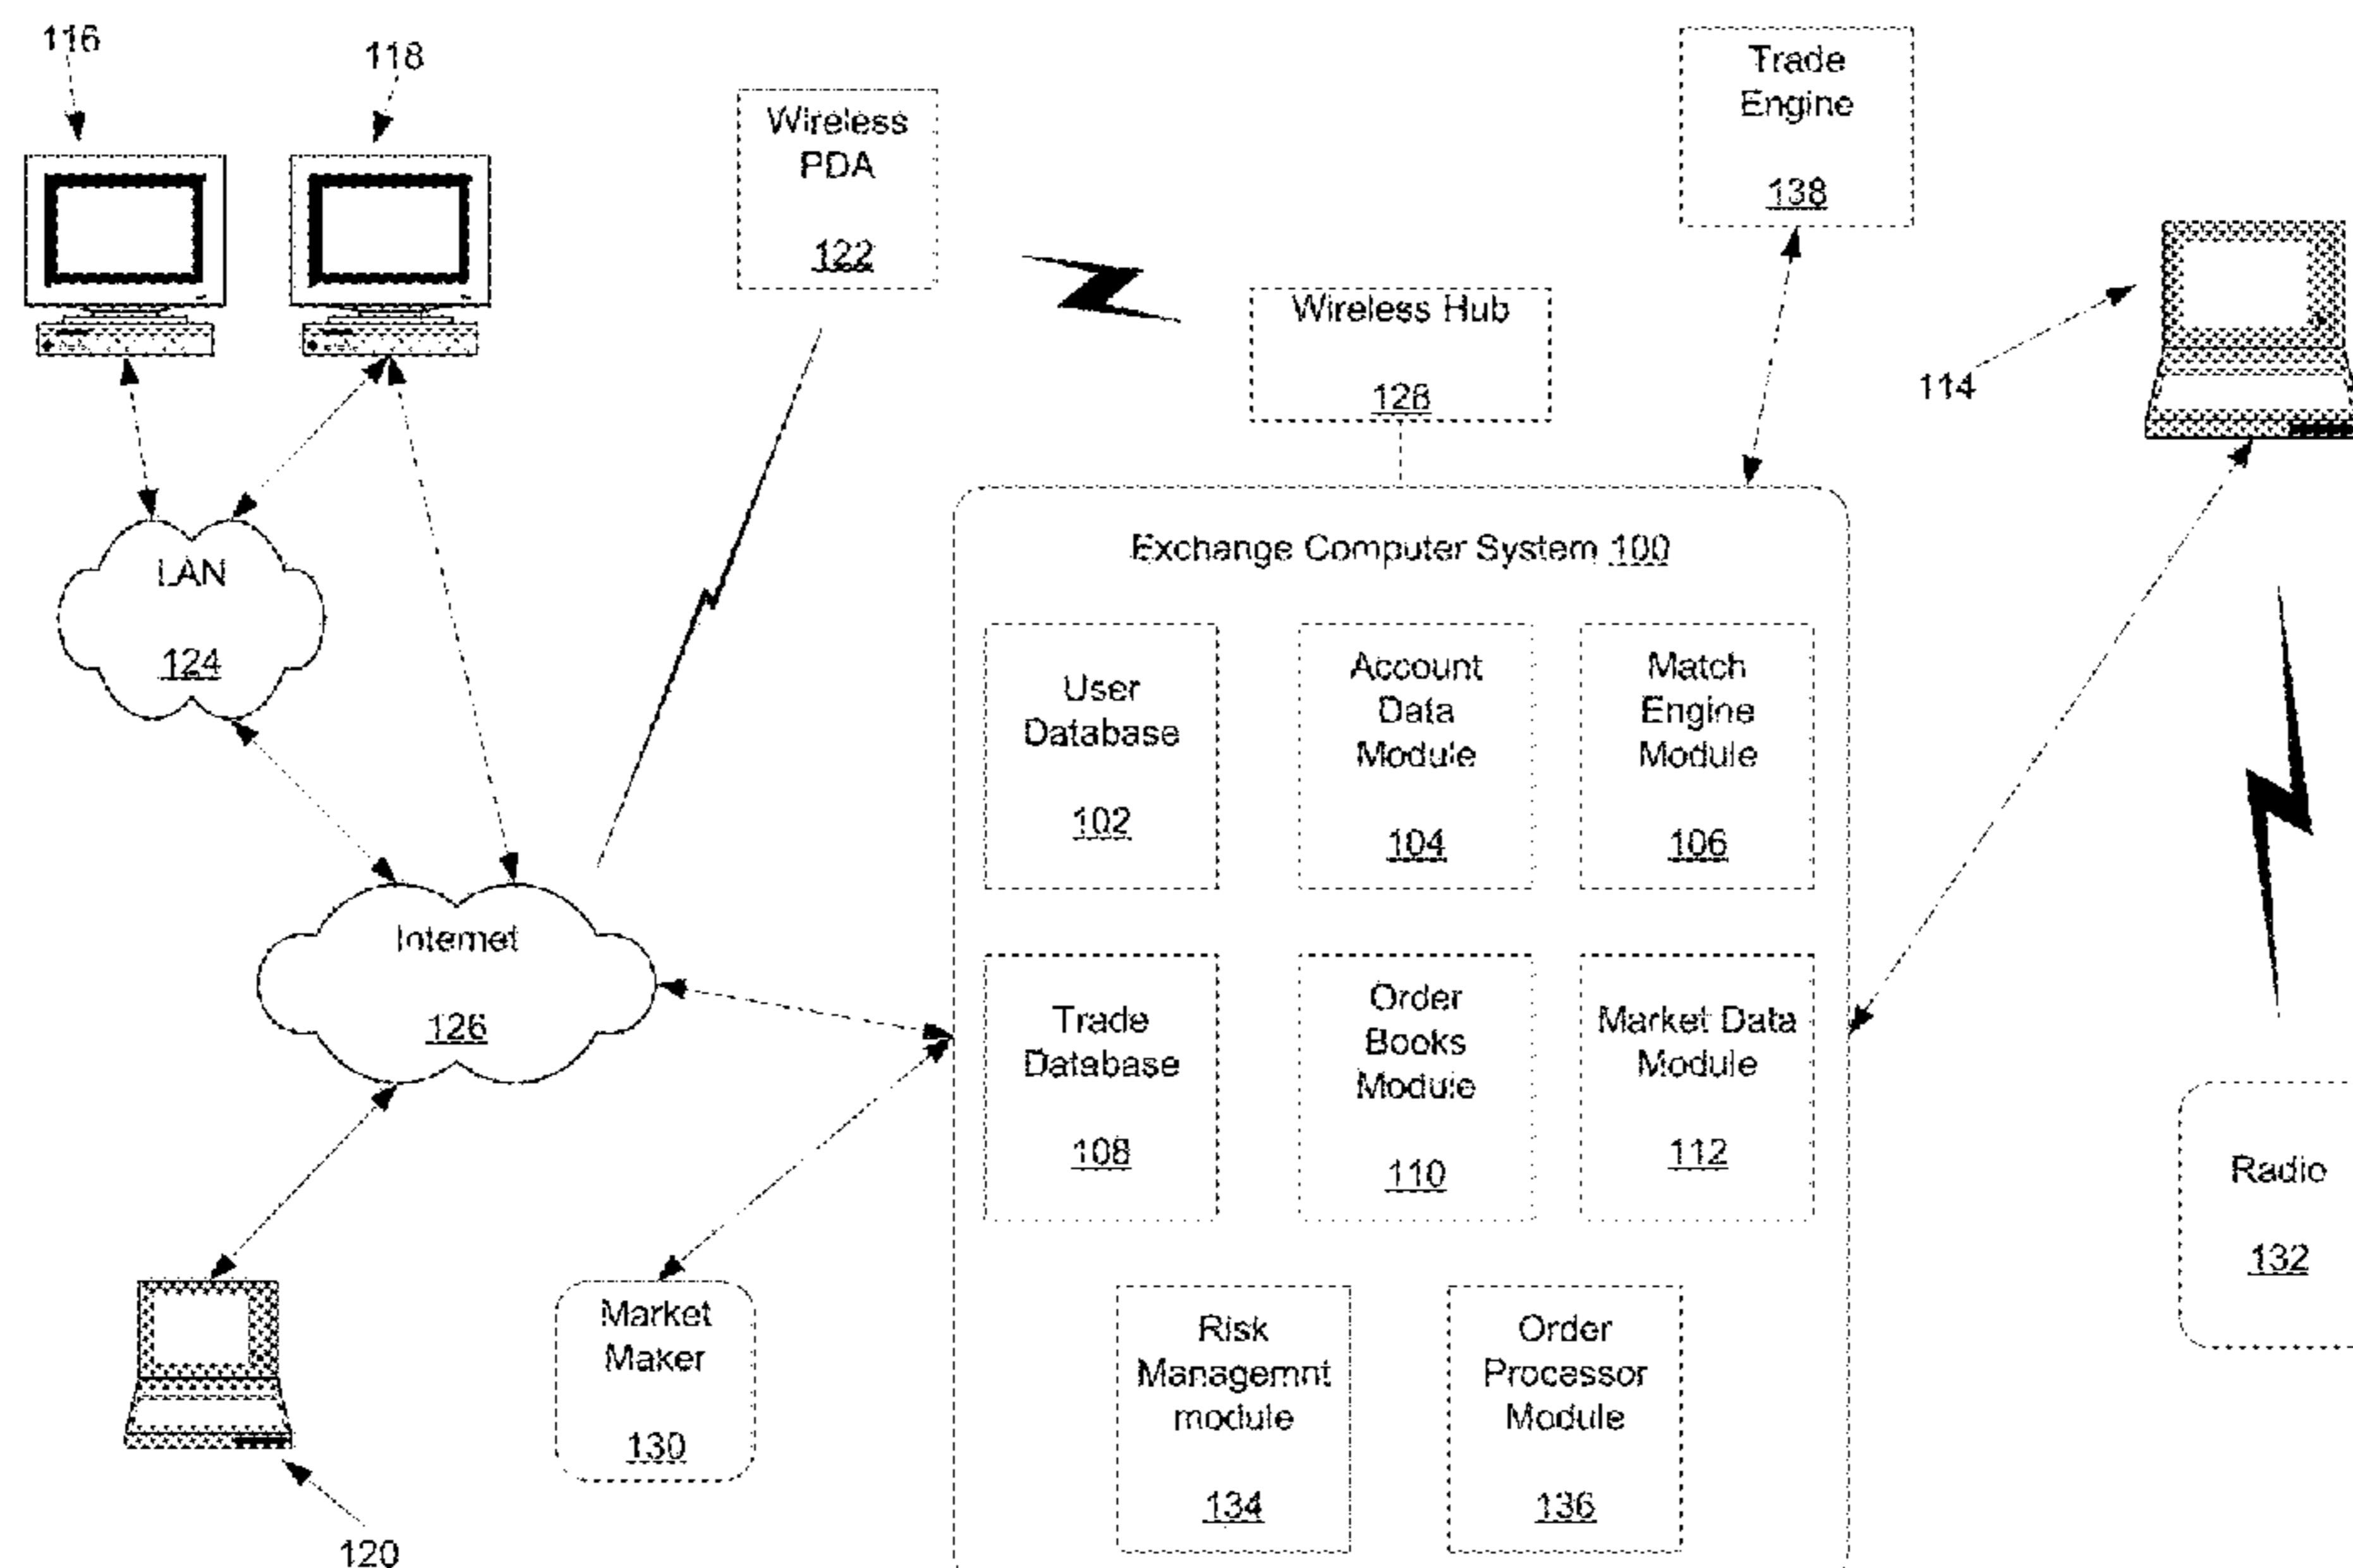 116
118
Wireless
PDA
122
Trade
Engine
138
Wireless Hub
128
114
LAN
124
Exchange Computer System 100
User
Database
102
Account
Data
Module
104
Match
Engine
Module
106
Internet
126
Trade
Database
108
Order
Books
Module
110
Market Data
Module
112
Radio
132
Market
Maker
130
Risk
Managemnt
module
134
Order
Processor
Module
136
120